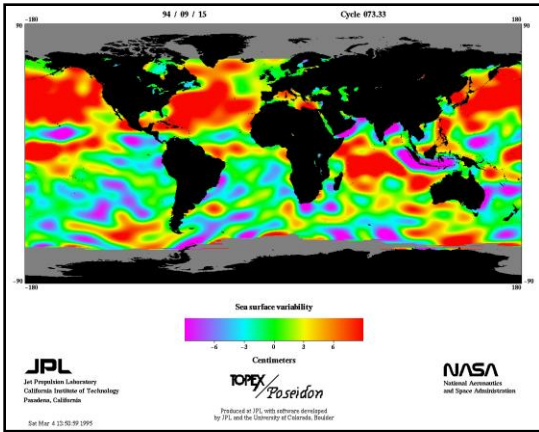 94 / 09 / 15
Cycle 073.33
-180
180
90
90
-90
-90
-180
180
Sea surface variability
-6 -3 0 3 6
Centimeters
JPL
Jet Propulsion Laboratory
California Institute of Technology
Pasadena, California
TOPEX/Poseidon
Produced at JPL with software developed
by JPL and the University of Colorado, Boulder
NASA
National Aeronautics
and Space Administration
Sat Mar 4 13:52:59 1995